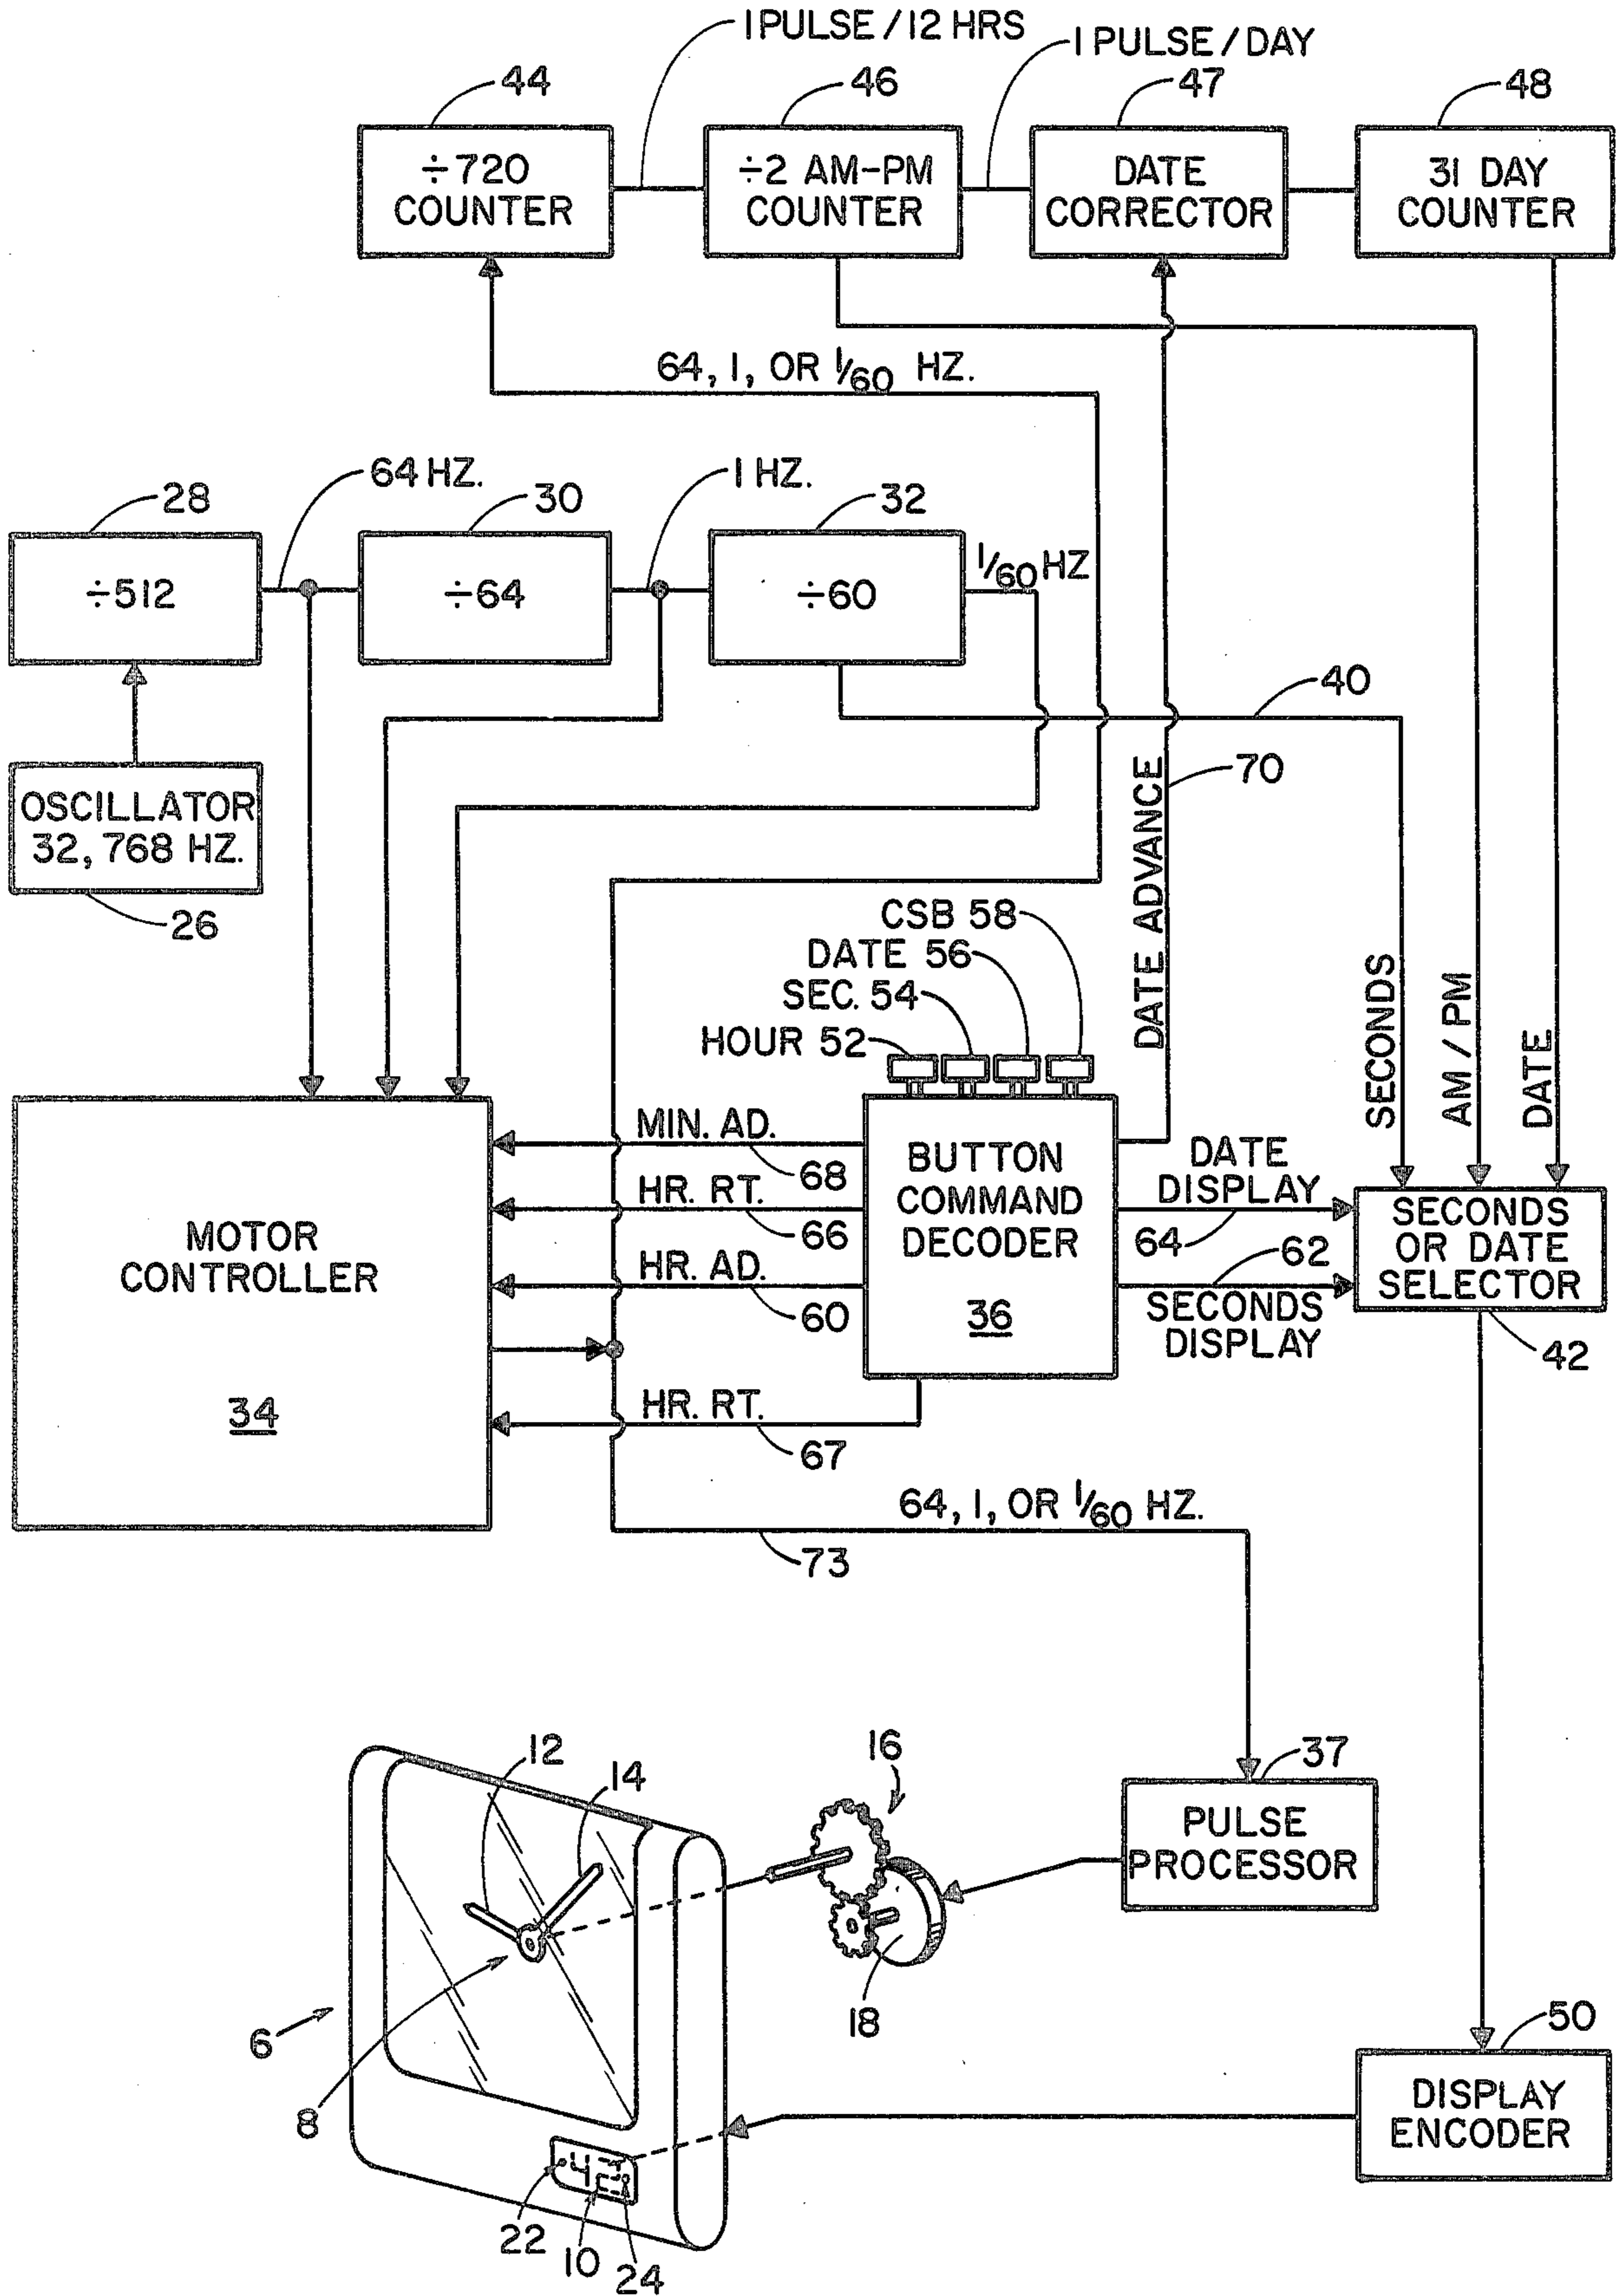 1 PULSE / 12 HRS
1 PULSE / DAY
44
46
47
48
÷720
COUNTER
÷2 AM-PM
COUNTER
DATE
CORRECTOR
31 DAY
COUNTER
64, 1, OR 1/60 HZ.
64 HZ.
1 HZ.
28
30
32
÷512
÷64
÷60
1/60 HZ
40
70
OSCILLATOR
32, 768 HZ.
26
DATE ADVANCE
CSB 58
DATE 56
SEC. 54
HOUR 52
SECONDS
AM / PM
DATE
MOTOR
CONTROLLER
34
MIN. AD.
68
HR. RT.
66
HR. AD.
60
HR. RT.
67
BUTTON
COMMAND
DECODER
36
DATE
DISPLAY
64
62
SECONDS
DISPLAY
SECONDS
OR DATE
SELECTOR
42
64, 1, OR 1/60 HZ.
73
12
14
16
37
PULSE
PROCESSOR
18
6
8
50
DISPLAY
ENCODER
42
22
10
24